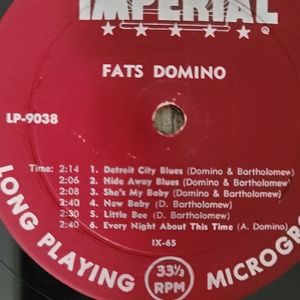 IMPERIAL
FATS DOMINO
LP-9038
Time: 2:14 1. Detroit City Blues (Domino & Bartholomew)
2:06 2. Hide Away Blues (Domino & Bartholomew)
2:08 3. She's My Baby (Domino & Bartholomew)
2:40 4. New Baby (D. Bartholomew)
2:30 5. Little Bee (D. Bartholomew)
2:40 6. Every Night About This Time (A. Domino)
IX-65
LONG PLAYING
33⅓
RPM
MICROGR